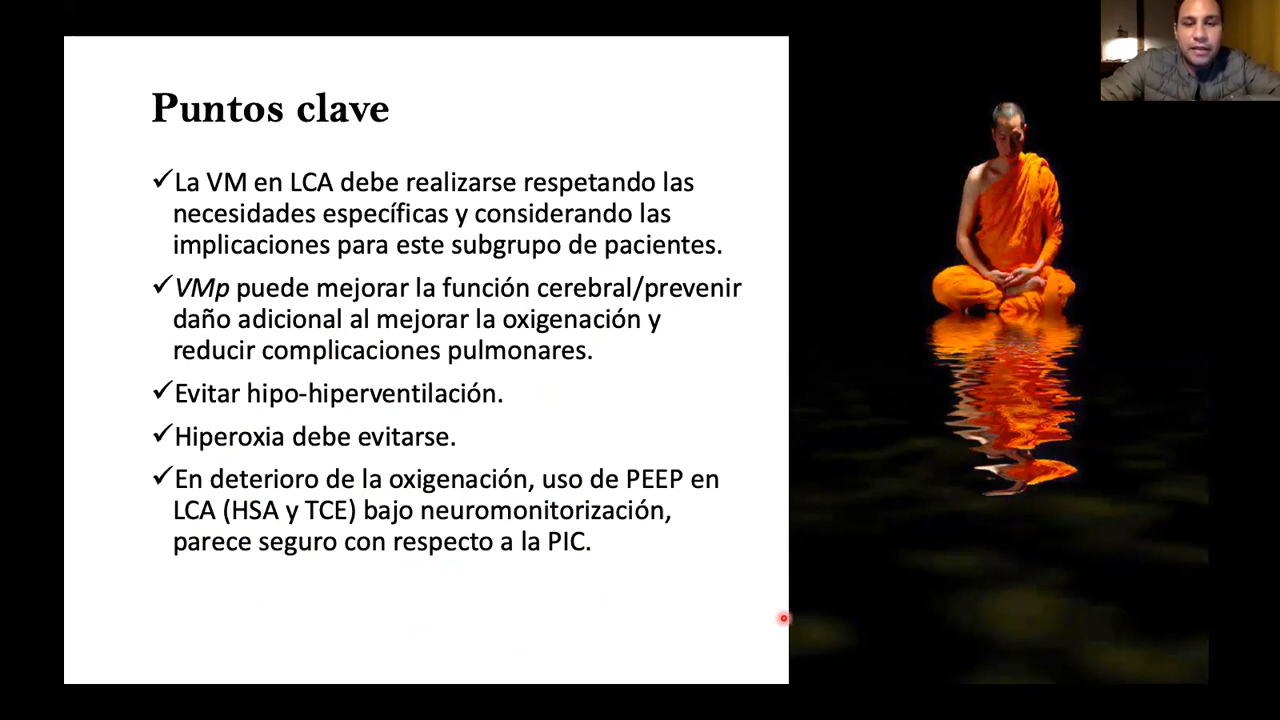 Puntos clave
✓La VM en LCA debe realizarse respetando las
necesidades específicas y considerando las
implicaciones para este subgrupo de pacientes.
✓VMp puede mejorar la función cerebral/prevenir
daño adicional al mejorar la oxigenación y
reducir complicaciones pulmonares.
✓Evitar hipo-hiperventilación.
✓Hiperoxia debe evitarse.
✓En deterioro de la oxigenación, uso de PEEP en
LCA (HSA y TCE) bajo neuromonitorización,
parece seguro con respecto a la PIC.